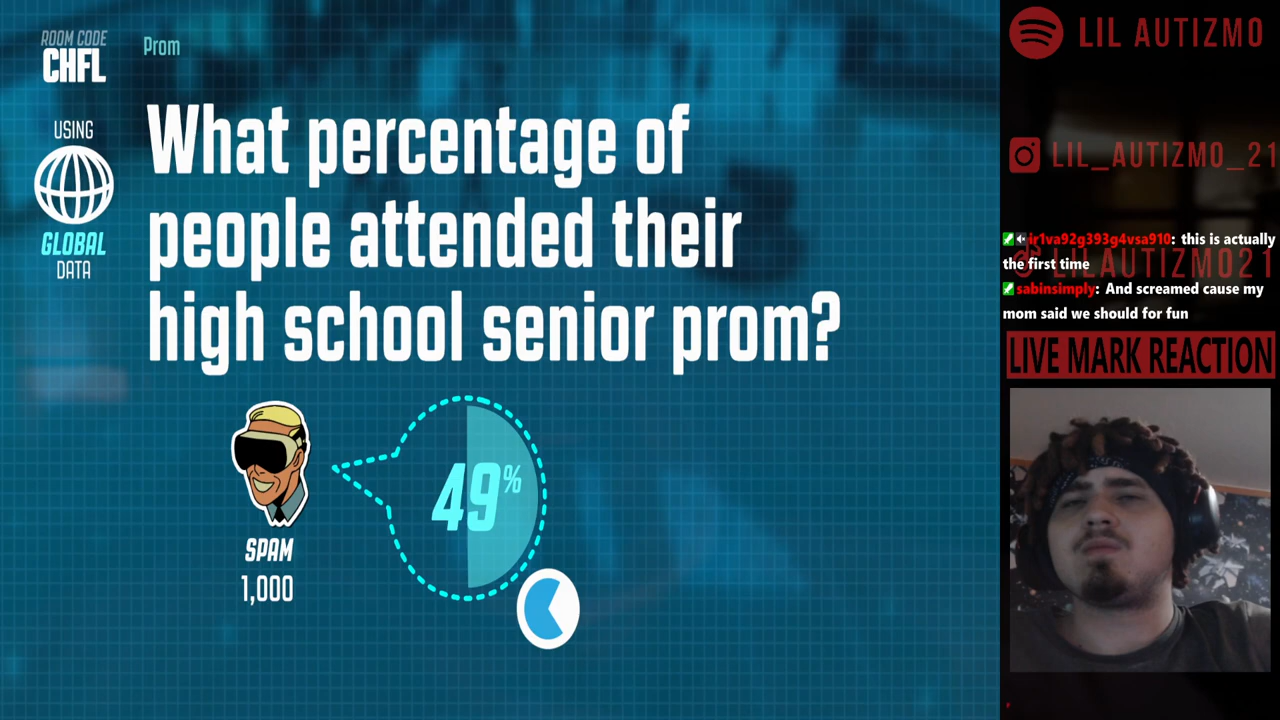 ROOM CODE
CHFL
Prom
USING
GLOBAL
DATA
What percentage of
people attended their
high school senior prom?
49%
SPAM
1,000
LIL AUTIZMO
LIL_AUTIZMO_21
ir1va92g393g4vsa910: this is actually
the first time
LILAUTIZMO21
sabinsimply: And screamed cause my
mom said we should for fun
LIVE MARK REACTION